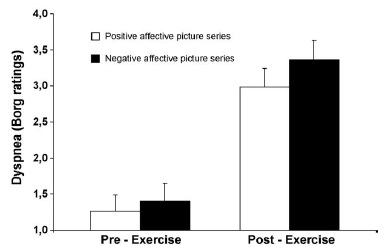 4,0
Positive affective picture series
3,5
Negative affective picture series
3,0
Dyspnea (Borg ratings)
2,5
2,0
1,5
1,0
Pre - Exercise
Post - Exercise